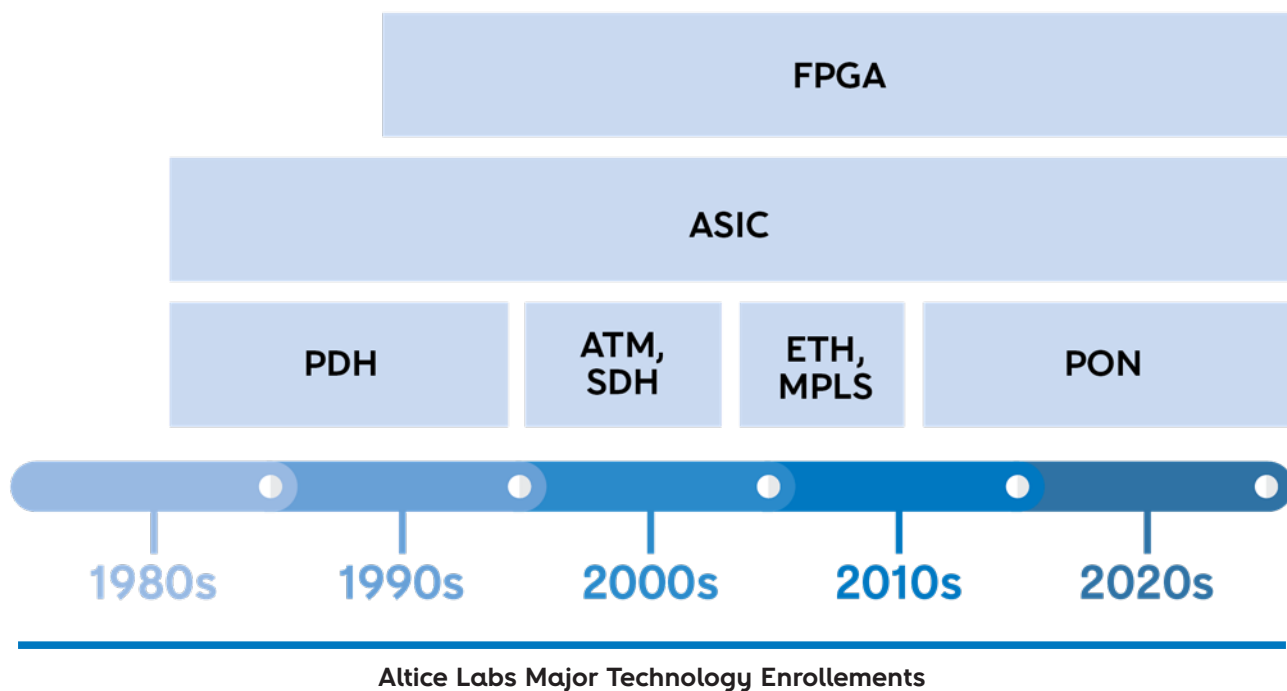 FPGA
ASIC
PDH
ATM,
SDH
ETH,
MPLS
PON
1980s
1990s
2000s
2010s
2020s
Altice Labs Major Technology Enrollements